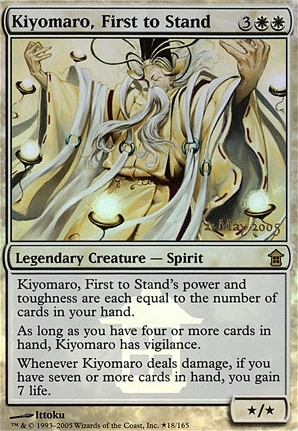 Kiyomaro, First to Stand 3
1 May 2005
Legendary Creature — Spirit
Kiyomaro, First to Stand's power and
toughness are each equal to the number
of cards in your hand.
As long as you have four or more cards in
hand, Kiyomaro has vigilance.
Whenever Kiyomaro deals damage, if you
have seven or more cards in hand, you gain
7 life.
Ittoku
™ & © 1993–2005 Wizards of the Coast, Inc. ★18/165
★/★